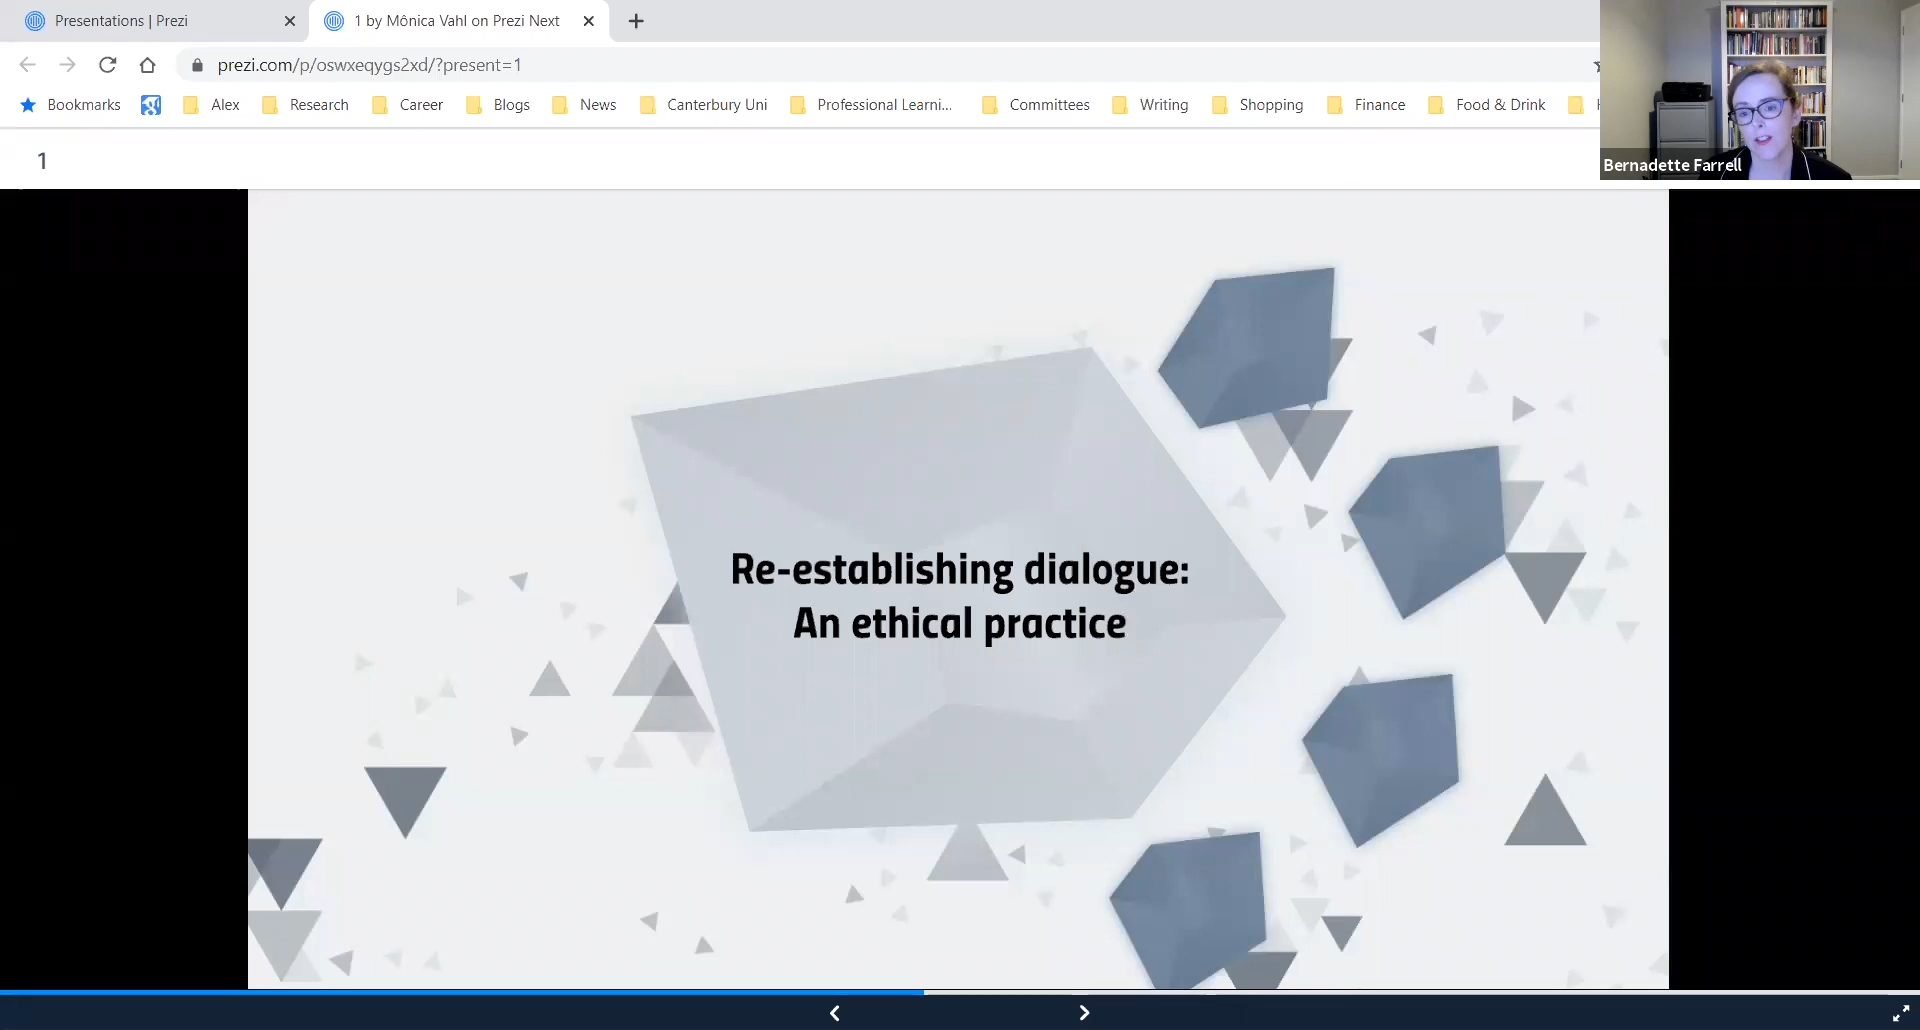 Presentations | Prezi
1 by Mônica Vahl on Prezi Next
prezi.com/p/oswxeqygs2xd/?present=1
Bookmarks
Alex
Research
Career
Blogs
News
Canterbury Uni
Professional Learni...
Committees
Writing
Shopping
Finance
Food & Drink
Bernadette Farrell
1
Re-establishing dialogue:
An ethical practice